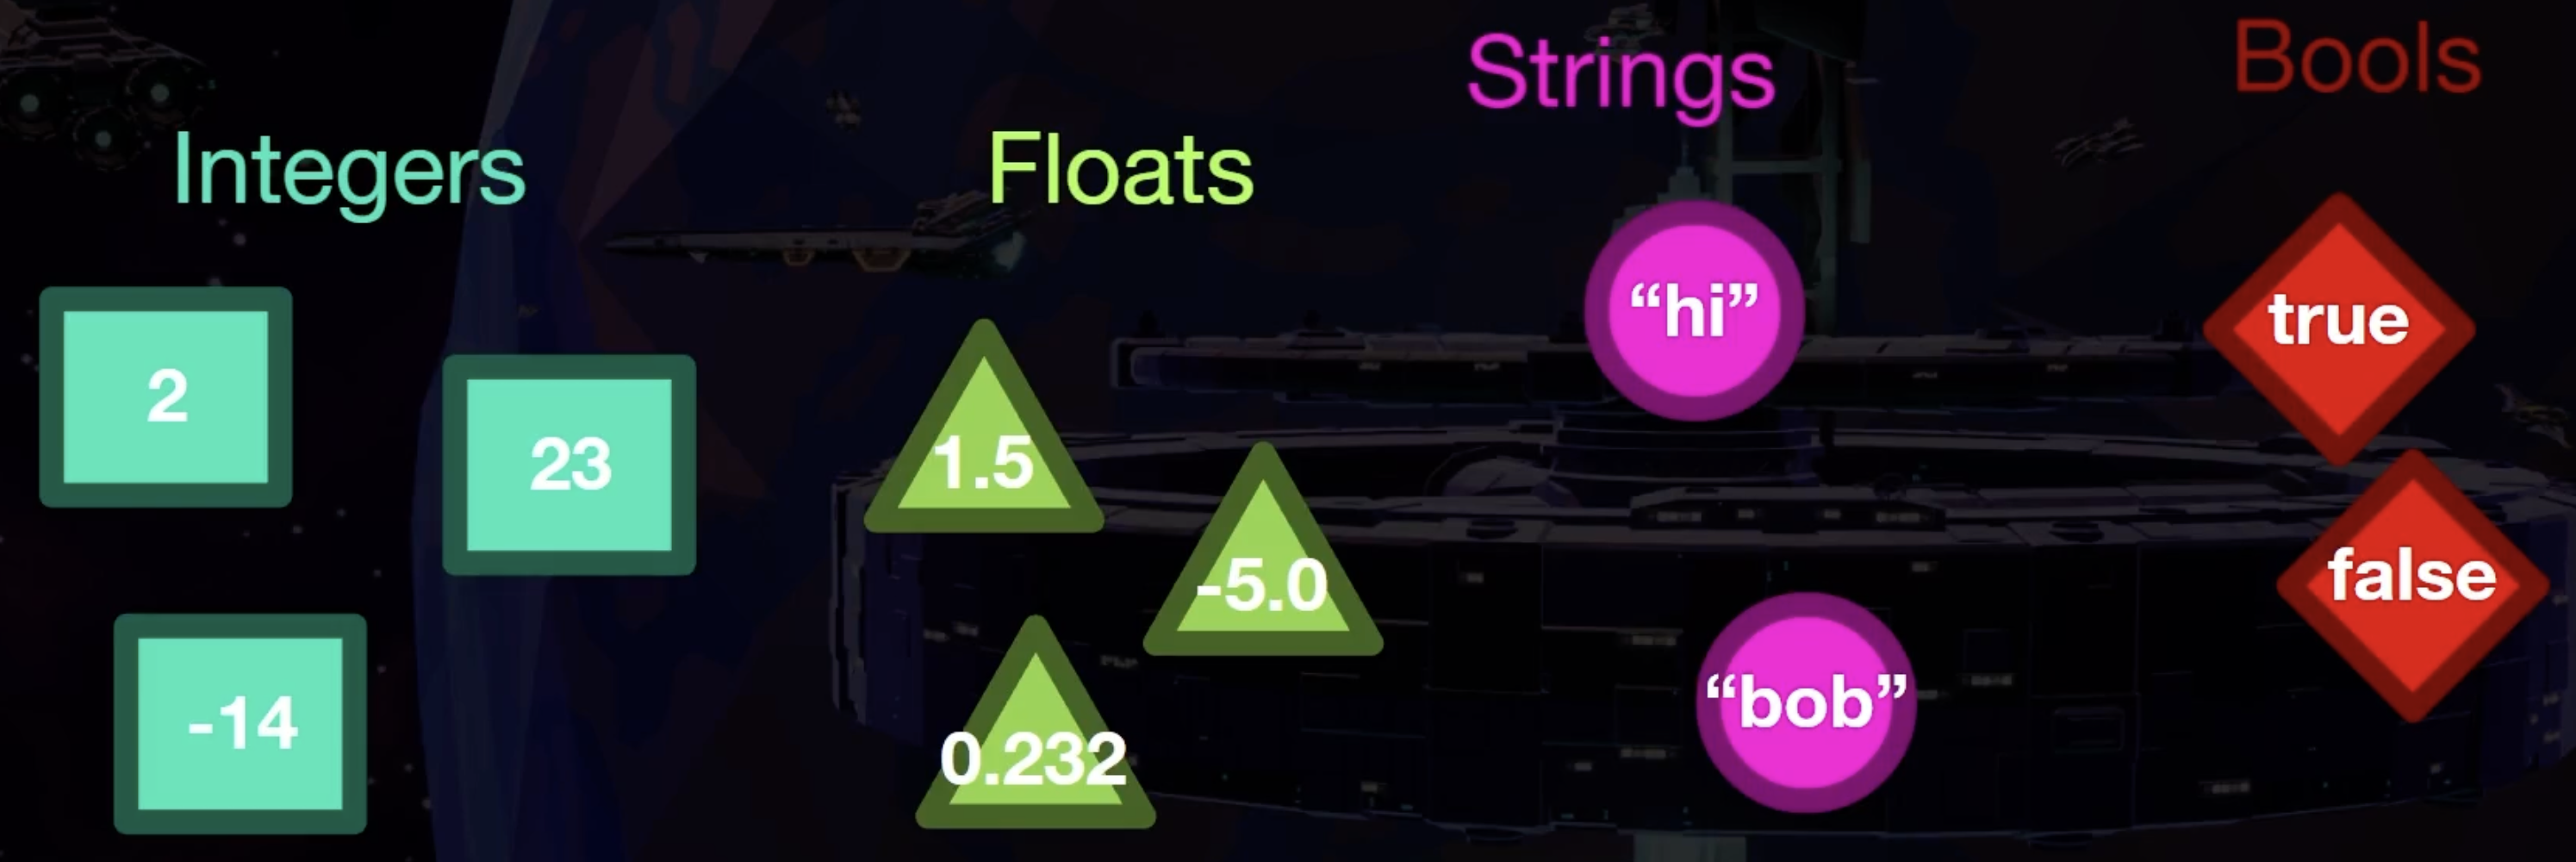 Integers
2
23
-14
Floats
1.5
-5.0
0.232
Strings
“hi”
“bob”
Bools
true
false